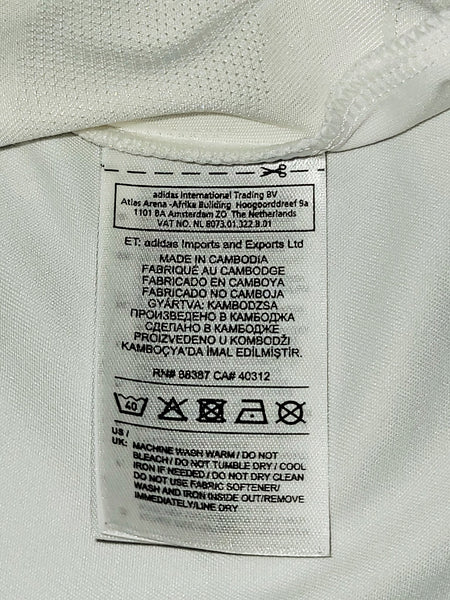 adidas International Trading BV
Atlas Arena -Afrika Building Hoogoorddreef 9a
1101 BA Amsterdam ZO The Netherlands
VAT NO. NL 8073.01.322.B.01
ET: adidas Imports and Exports Ltd
MADE IN CAMBODIA
FABRIQUÉ AU CAMBODGE
FABRICADO EN CAMBOYA
FABRICADO NO CAMBOJA
GYÁRTVA: KAMBODZSA
ПРОИЗВЕДЕНО В КАМБОДЖА
СДЕЛАНО В КАМБОДЖЕ
PROIZVEDENO U KOMBODŽI
KAMBOÇYA'DA İMAL EDİLMİŞTİR.
RN# 88387 CA# 40312
40
US /
UK: MACHINE WASH WARM / DO NOT
BLEACH / DO NOT TUMBLE DRY / COOL
IRON IF NEEDED / DO NOT DRY CLEAN
DO NOT USE FABRIC SOFTENER/
WASH AND IRON INSIDE OUT/REMOVE
IMMEDIATELY/LINE DRY